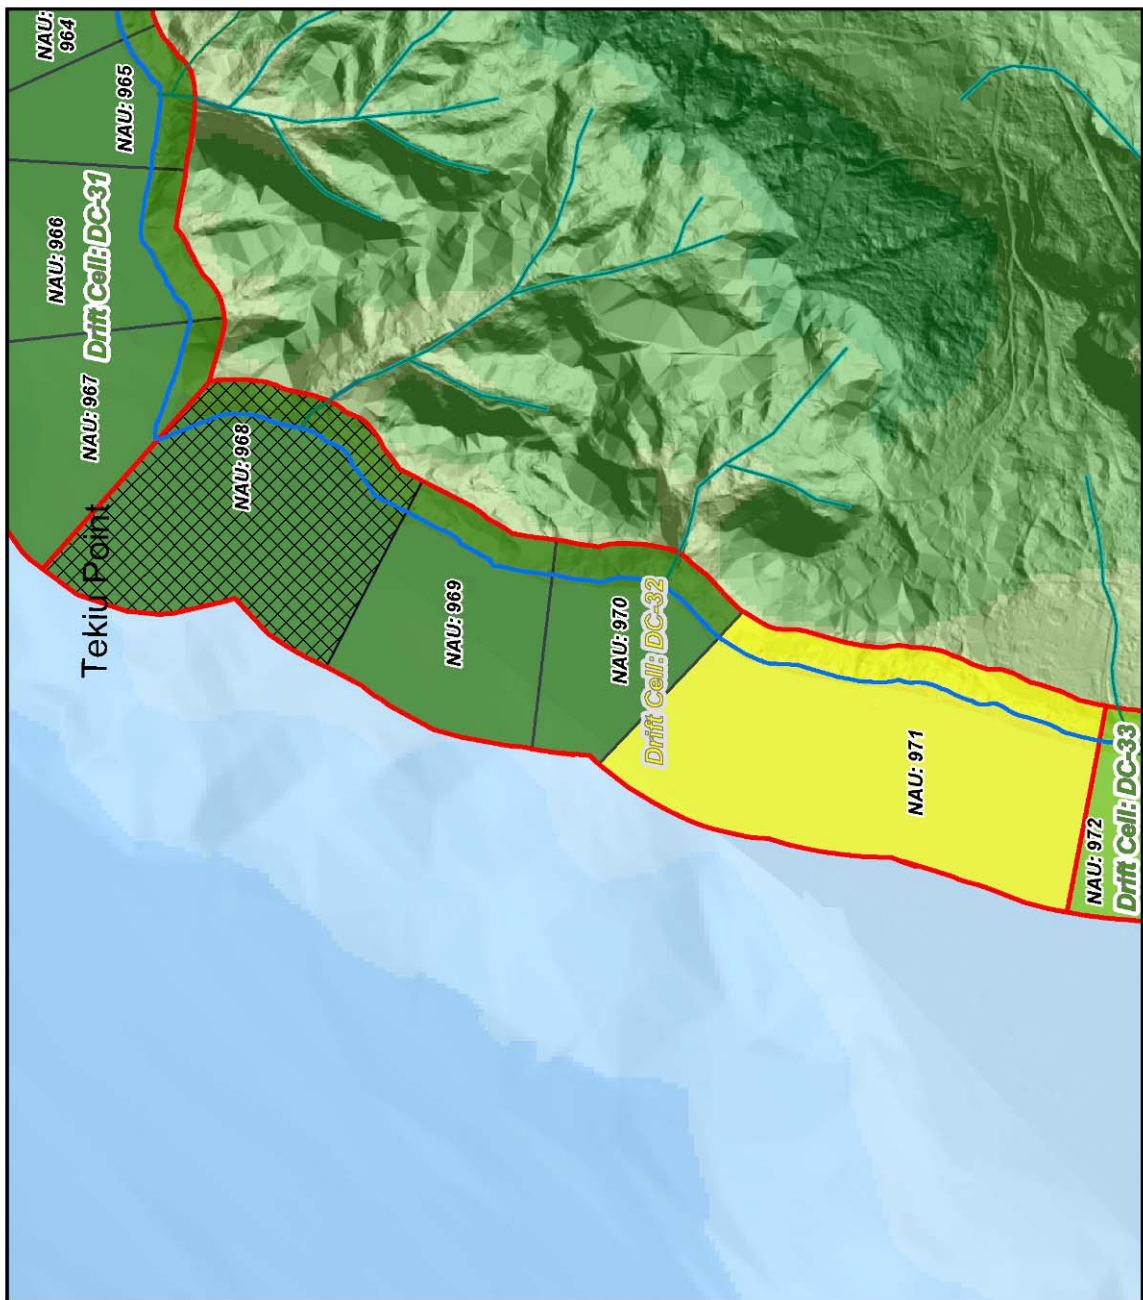 NAU:
964
NAU: 965
NAU: 966
Drift Cell: DC-31
NAU: 967
NAU: 968
Tekiu Point
NAU: 969
NAU: 970
Drift Cell: DC-32
NAU: 971
NAU: 972
Drift Cell: DC-33